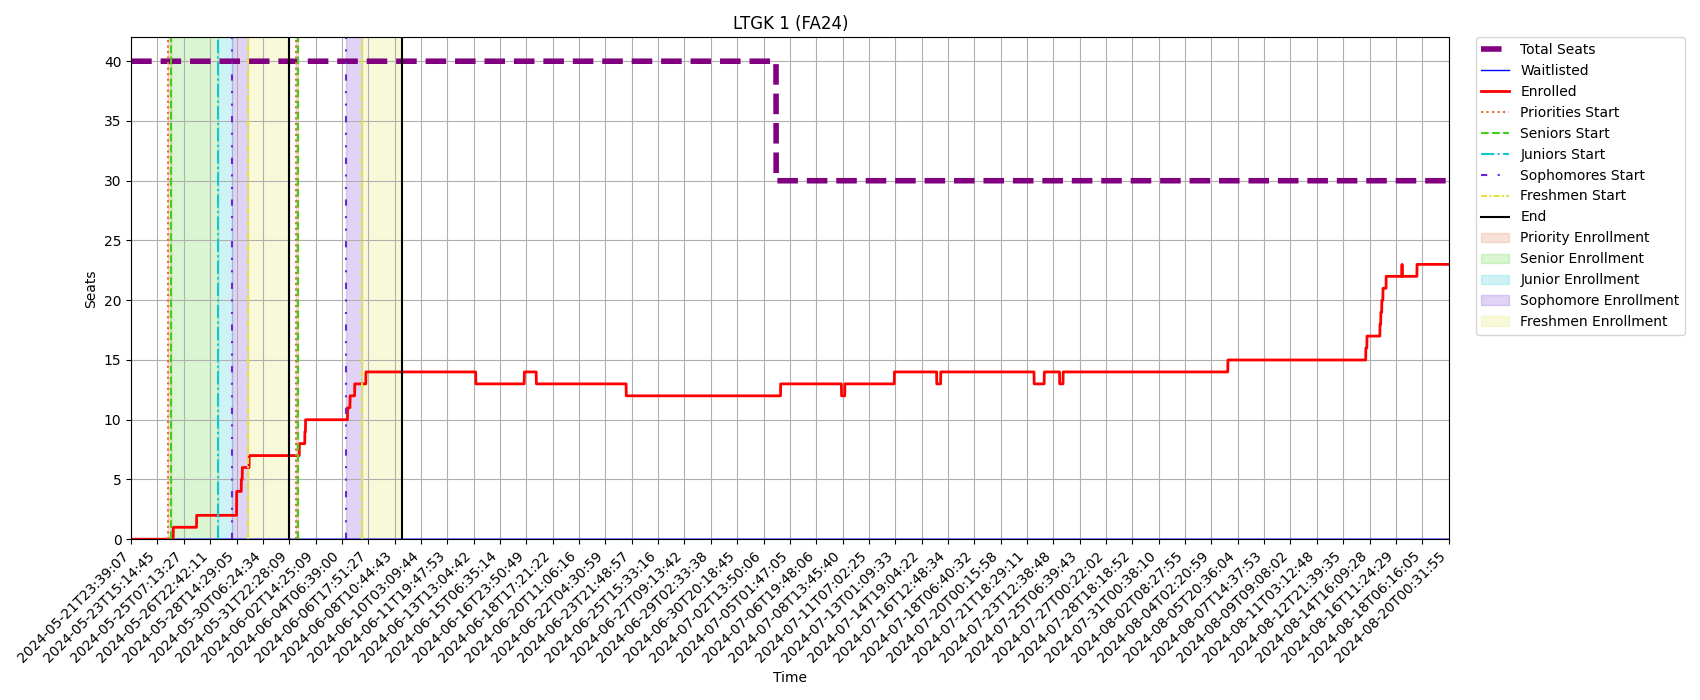 LTGK 1 (FA24)
Seats
40
35
30
25
20
15
10
5
0
2024-05-21T23:39:07
2024-05-23T15:14:45
2024-05-25T07:13:27
2024-05-26T22:42:11
2024-05-28T14:29:05
2024-05-30T06:24:34
2024-05-31T22:28:09
2024-06-02T14:25:09
2024-06-04T06:39:00
2024-06-06T17:51:27
2024-06-08T10:44:43
2024-06-10T03:09:44
2024-06-11T19:47:53
2024-06-13T13:04:42
2024-06-15T06:35:14
2024-06-16T23:50:49
2024-06-18T17:21:22
2024-06-20T11:06:16
2024-06-22T04:30:59
2024-06-23T21:48:57
2024-06-25T15:33:16
2024-06-27T09:13:42
2024-06-29T02:33:38
2024-06-30T20:18:45
2024-07-02T13:50:06
2024-07-05T01:47:05
2024-07-06T19:48:06
2024-07-08T13:45:40
2024-07-11T07:02:25
2024-07-13T01:09:33
2024-07-14T19:04:22
2024-07-16T12:48:34
2024-07-18T06:40:32
2024-07-20T00:15:58
2024-07-21T18:29:11
2024-07-23T12:38:48
2024-07-25T06:39:43
2024-07-27T00:22:02
2024-07-28T18:18:52
2024-07-31T00:38:10
2024-08-02T08:27:55
2024-08-04T02:20:59
2024-08-05T20:36:04
2024-08-07T14:37:53
2024-08-09T09:08:02
2024-08-11T03:12:48
2024-08-12T21:39:35
2024-08-14T16:09:28
2024-08-16T11:24:29
2024-08-18T06:16:05
2024-08-20T00:31:55
Time
Total Seats
Waitlisted
Enrolled
Priorities Start
Seniors Start
Juniors Start
Sophomores Start
Freshmen Start
End
Priority Enrollment
Senior Enrollment
Junior Enrollment
Sophomore Enrollment
Freshmen Enrollment